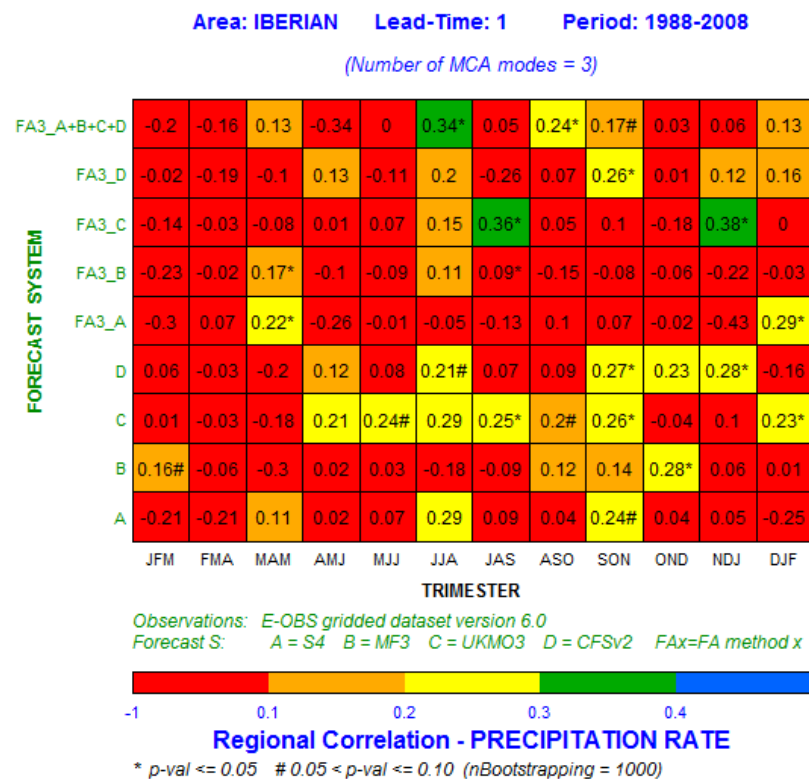 Area: IBERIAN Lead-Time: 1 Period: 1988-2008
(Number of MCA modes = 3)
FORECAST SYSTEM
FA3_A+B+C+D -0.2 -0.16 0.13 -0.34 0 0.34* 0.05 0.24* 0.17# 0.03 0.06 0.13
FA3_D -0.02 -0.19 -0.1 0.13 -0.11 0.2 -0.26 0.07 0.26* 0.01 0.12 0.16
FA3_C -0.14 -0.03 -0.08 0.01 0.07 0.15 0.36* 0.05 0.1 -0.18 0.38* 0
FA3_B -0.23 -0.02 0.17* -0.1 -0.09 0.11 0.09* -0.15 -0.08 -0.06 -0.22 -0.03
FA3_A -0.3 0.07 0.22* -0.26 -0.01 -0.05 -0.13 0.1 0.07 -0.02 -0.43 0.29*
D 0.06 -0.03 -0.2 0.12 0.08 0.21# 0.07 0.09 0.27* 0.23 0.28* -0.16
C 0.01 -0.03 -0.18 0.21 0.24# 0.29 0.25* 0.2# 0.26* -0.04 0.1 0.23*
B 0.16# -0.06 -0.3 0.02 0.03 -0.18 -0.09 0.12 0.14 0.28* 0.06 0.01
A -0.21 -0.21 0.11 0.02 0.07 0.29 0.09 0.04 0.24# 0.04 0.05 -0.25
JFM FMA MAM AMJ MJJ JJA JAS ASO SON OND NDJ DJF
TRIMESTER
Observations: E-OBS gridded dataset version 6.0
Forecast S: A = S4 B = MF3 C = UKMO3 D = CFSv2 FAx=FA method x
-1 0.1 0.2 0.3 0.4
Regional Correlation - PRECIPITATION RATE
* p-val <= 0.05 # 0.05 < p-val <= 0.10 (nBootstrapping = 1000)